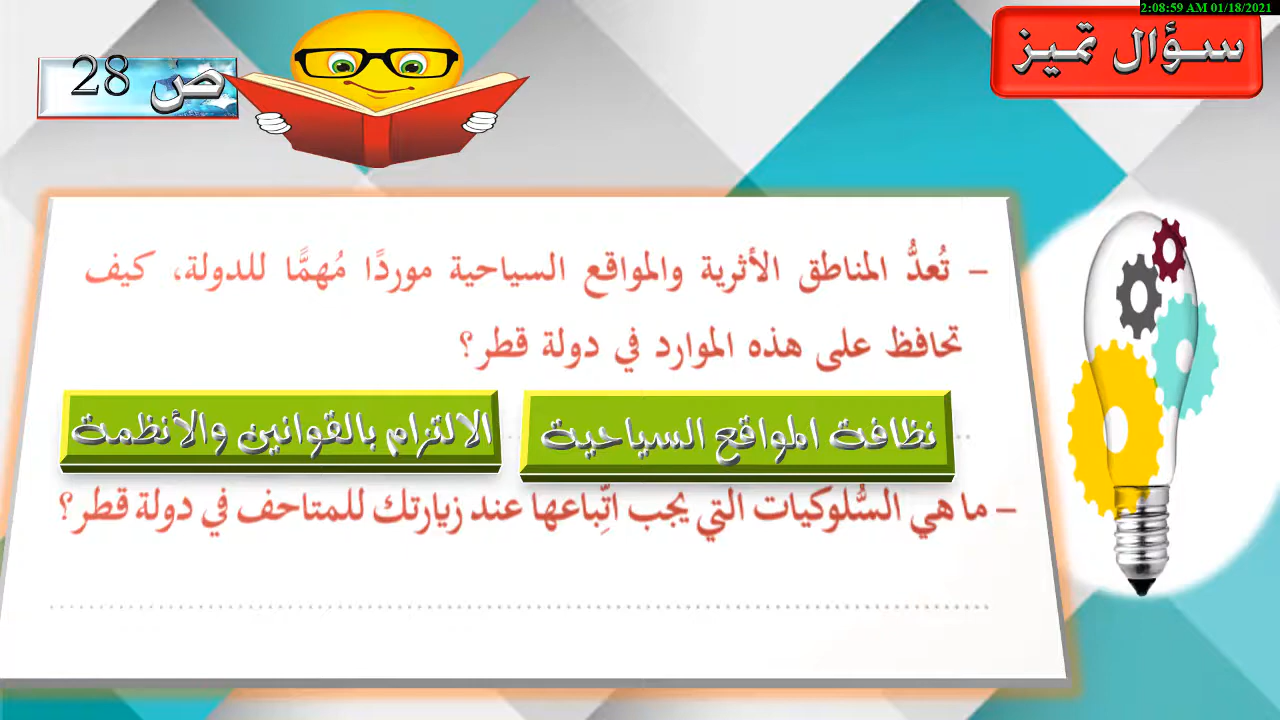 2:08:59 AM 01/18/2021
سؤال تميز
ص 28
– تُعدُّ المناطق الأثرية والمواقع السياحية موردًا مُهمًّا للدولة، كيف
تحافظ على هذه الموارد في دولة قطر؟
نظافة المواقع السياحية
الالتزام بالقوانين والأنظمة
– ما هي السُّلوكيات التي يجب اتِّباعها عند زيارتك للمتاحف في دولة قطر؟